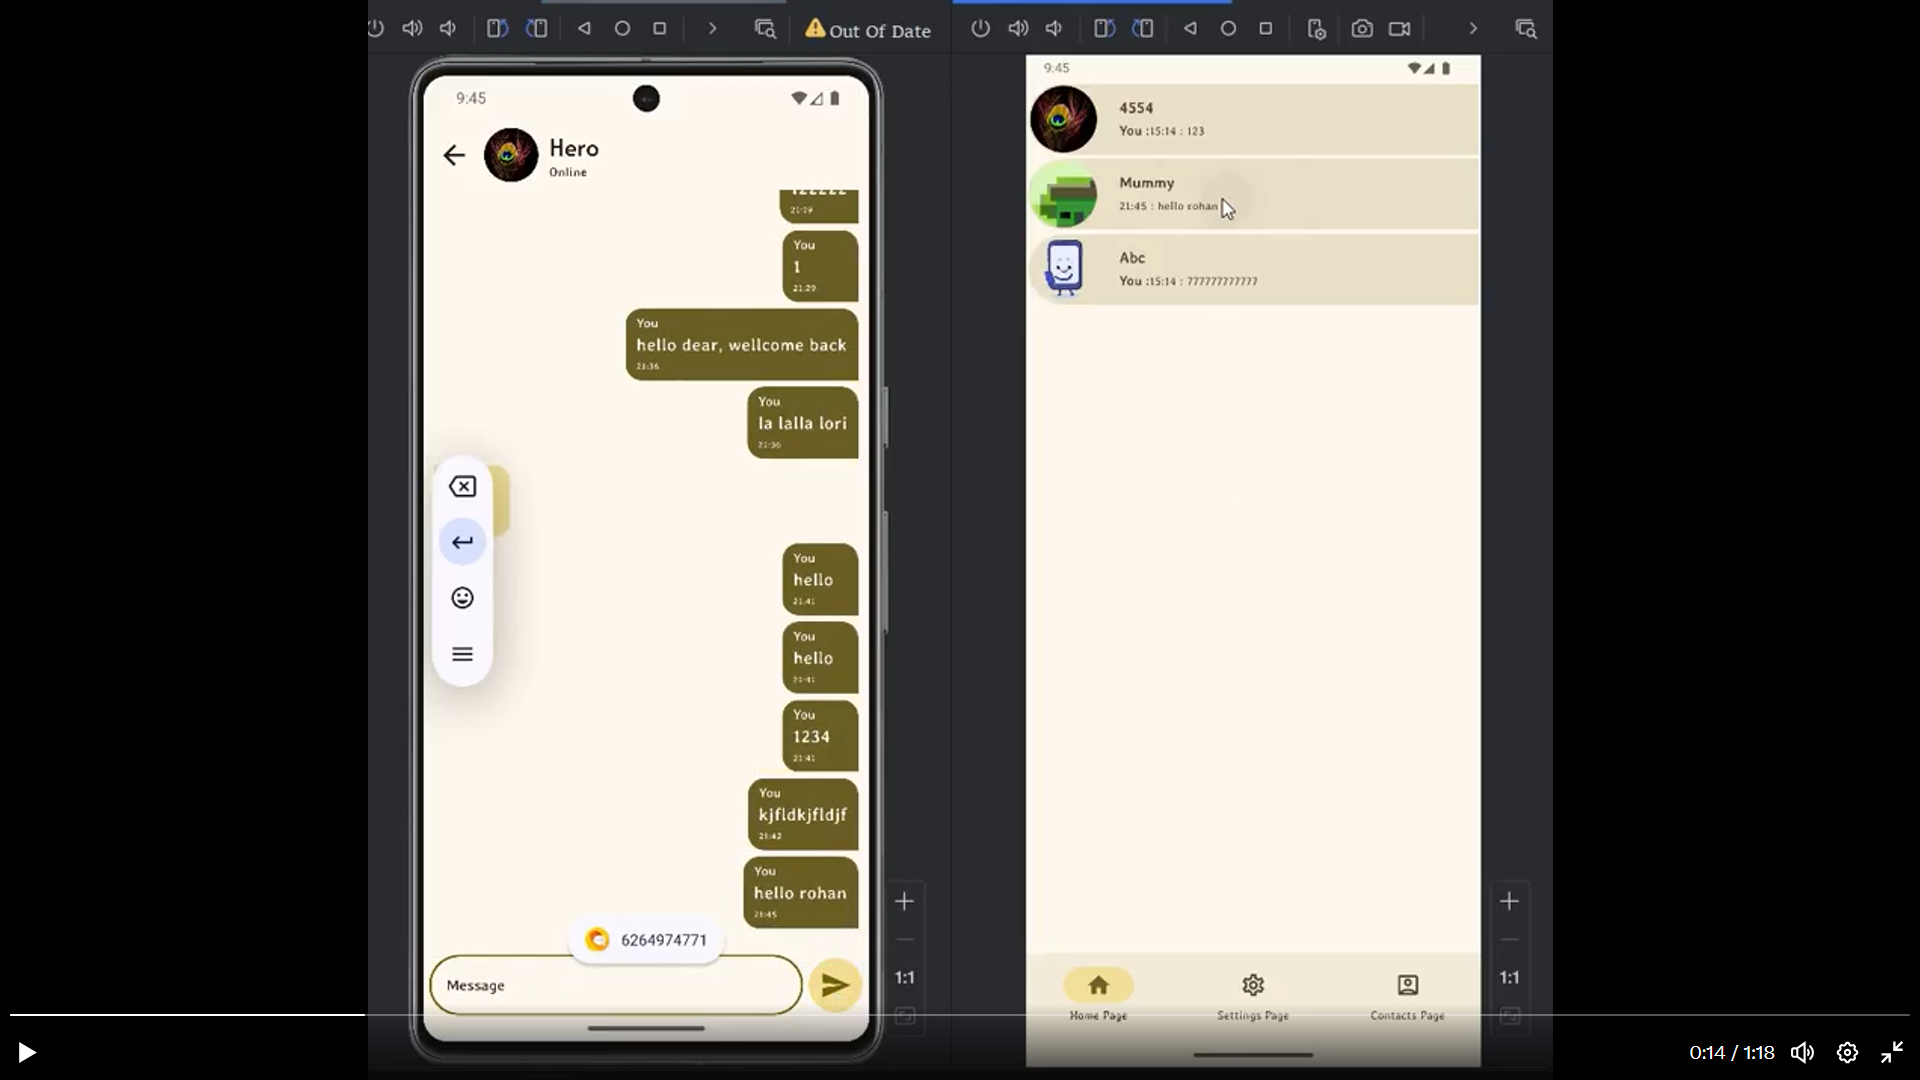 Out Of Date
9:45
Hero
Online
122222
21:29
You
1
21:29
You
hello dear, wellcome back
21:36
You
la lalla lori
21:36
You
hello
21:41
You
hello
21:41
You
1234
21:41
You
kjfldkjfldjf
21:42
You
hello rohan
21:45
6264974771
Message
1:1
9:45
4554
You :15:14 : 123
Mummy
21:45 : hello rohan
Abc
You :15:14 : 777777777777
Home Page
Settings Page
Contacts Page
1:1
0:14 / 1:18